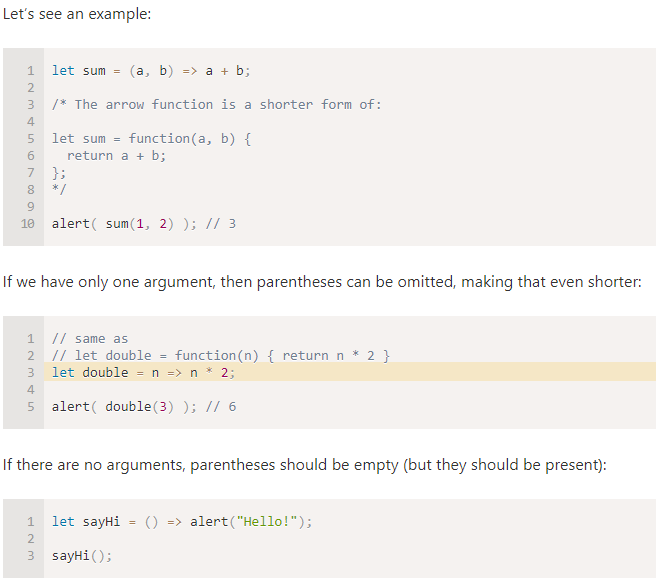 Let's see an example:
1 let sum = (a, b) => a + b;
2
3 /* The arrow function is a shorter form of:
4
5 let sum = function(a, b) {
6   return a + b;
7 };
8 */
9
10 alert( sum(1, 2) ); // 3
If we have only one argument, then parentheses can be omitted, making that even shorter:
1 // same as
2 // let double = function(n) { return n * 2 }
3 let double = n => n * 2;
4
5 alert( double(3) ); // 6
If there are no arguments, parentheses should be empty (but they should be present):
1 let sayHi = () => alert("Hello!");
2
3 sayHi();